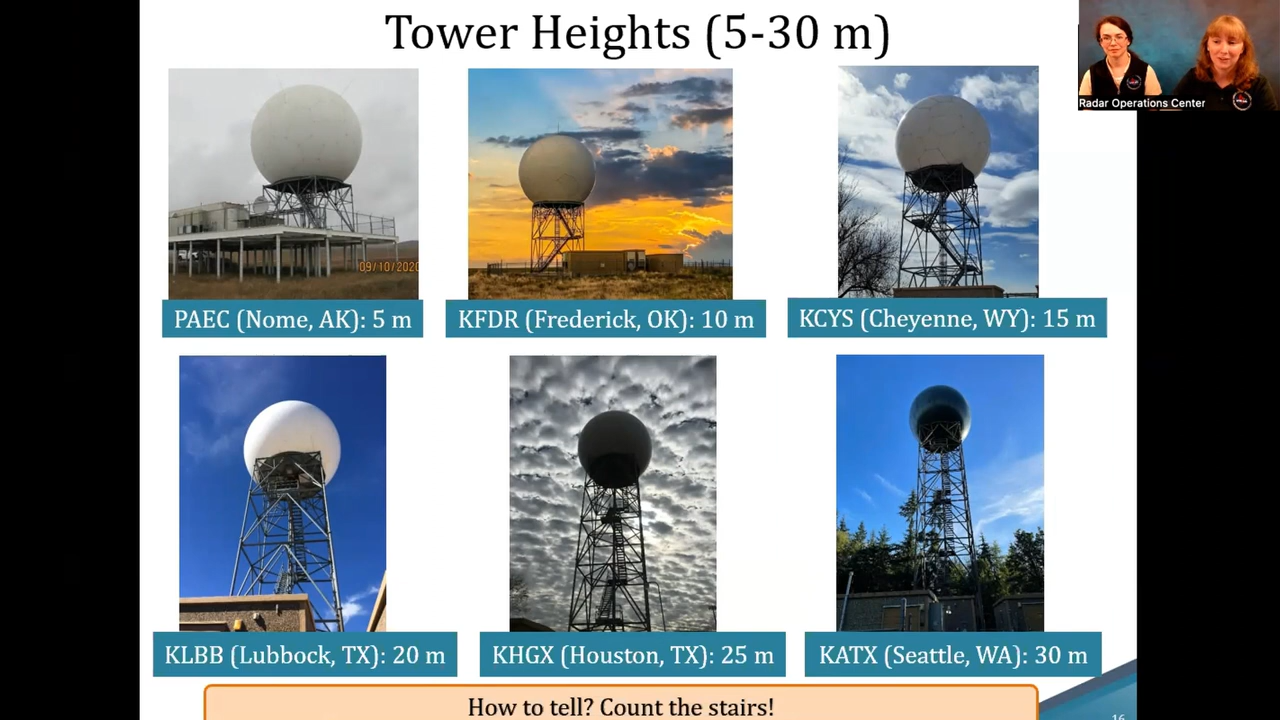 Tower Heights (5-30 m)
Radar Operations Center
09/10/2020
PAEC (Nome, AK): 5 m
KFDR (Frederick, OK): 10 m
KCYS (Cheyenne, WY): 15 m
KLBB (Lubbock, TX): 20 m
KHGX (Houston, TX): 25 m
KATX (Seattle, WA): 30 m
How to tell? Count the stairs!
16